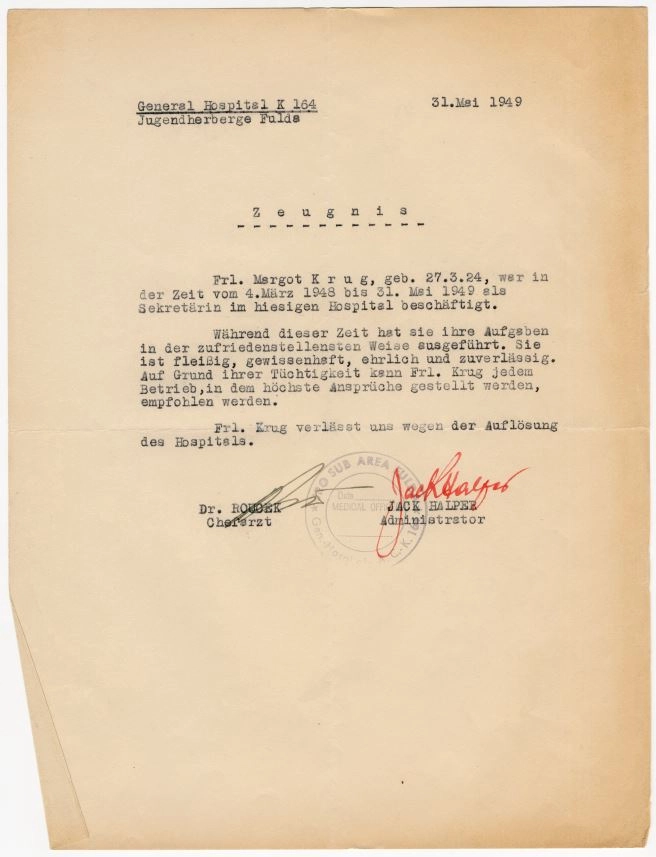 General Hospital K 164
31.Mai 1949
Jugendherberge Fulda
Z e u g n i s
Frl. Margot K r u g, geb. 27.3.24, war in
der Zeit vom 4.März 1948 bis 31. Mai 1949 als
Sekretärin im hiesigen Hospital beschäftigt.
Während dieser Zeit hat sie ihre Aufgaben
in der zufriedenstellensten Weise ausgeführt. Sie
ist fleißig, gewissenhaft, ehrlich und zuverlässig.
Auf Grund ihrer Tüchtigkeit kann Frl. Krug jedem
Betrieb,in dem höchste Ansprüche gestellt werden,
empfohlen werden.
Frl. Krug verlässt uns wegen der Auflösung
des Hospitals.
SUB AREA
Date
MEDICAL
Jack Halper
Dr. ROUCEK
JACK HALPER
Chefarzt
Administrator